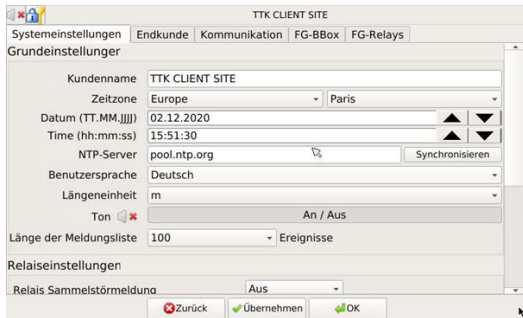 TTK CLIENT SITE
Systemeinstellungen Endkunde Kommunikation FG-BBox FG-Relays
Grundeinstellunger
Kundenname TTK CLIENT SITE
Zeitzone Europe Paris
Datum (TT.MM.JJJJ) 02.12.2020
Time (hh:mm:ss) 15:51:30
NTP-Server pool.ntp.org Synchronisieren
Benutzersprache Deutsch
Längeneinheit m
Ton An / Aus
Länge der Meldungsliste 100 Ereignisse
Relaiseinstellungen
Relais Sammelstörmeldung Aus
Zurück Übernehmen OK